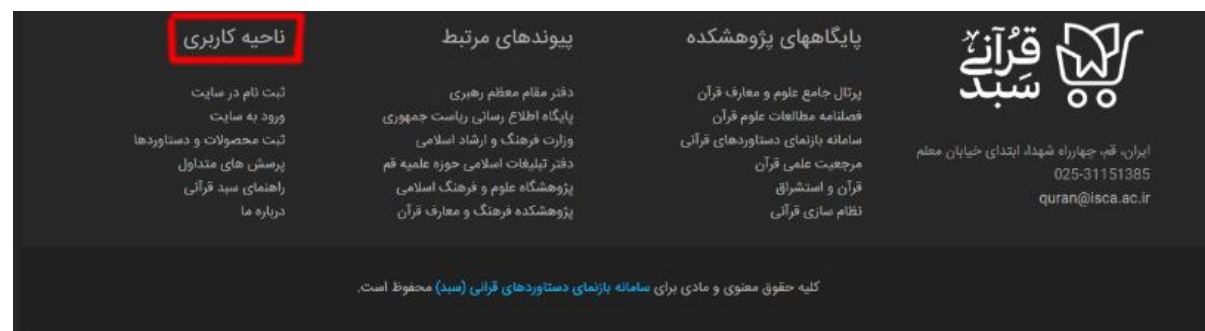 قرآنی
سبد
ایران، قم، چهارراه شهدا، ابتدای خیابان معلم
025-31151385
quran@isca.ac.ir
پایگاههای پژوهشکده
پرتال جامع علوم و معارف قرآن
فصلنامه مطالعات علوم قرآن
سامانه بازنمای دستاوردهای قرآنی
مرجعیت علمی قرآن
قرآن و استشراق
نظام سازی قرآنی
پیوندهای مرتبط
دفتر مقام معظم رهبری
پایگاه اطلاع رسانی ریاست جمهوری
وزارت فرهنگ و ارشاد اسلامی
دفتر تبلیغات اسلامی حوزه علمیه قم
پژوهشگاه علوم و فرهنگ اسلامی
پژوهشکده فرهنگ و معارف قرآن
ناحیه کاربری
ثبت نام در سایت
ورود به سایت
ثبت محصولات و دستاوردها
پرسش های متداول
راهنمای سبد قرآنی
درباره ما
کلیه حقوق معنوی و مادی برای سامانه بازنمای دستاوردهای قرآنی (سبد) محفوظ است.